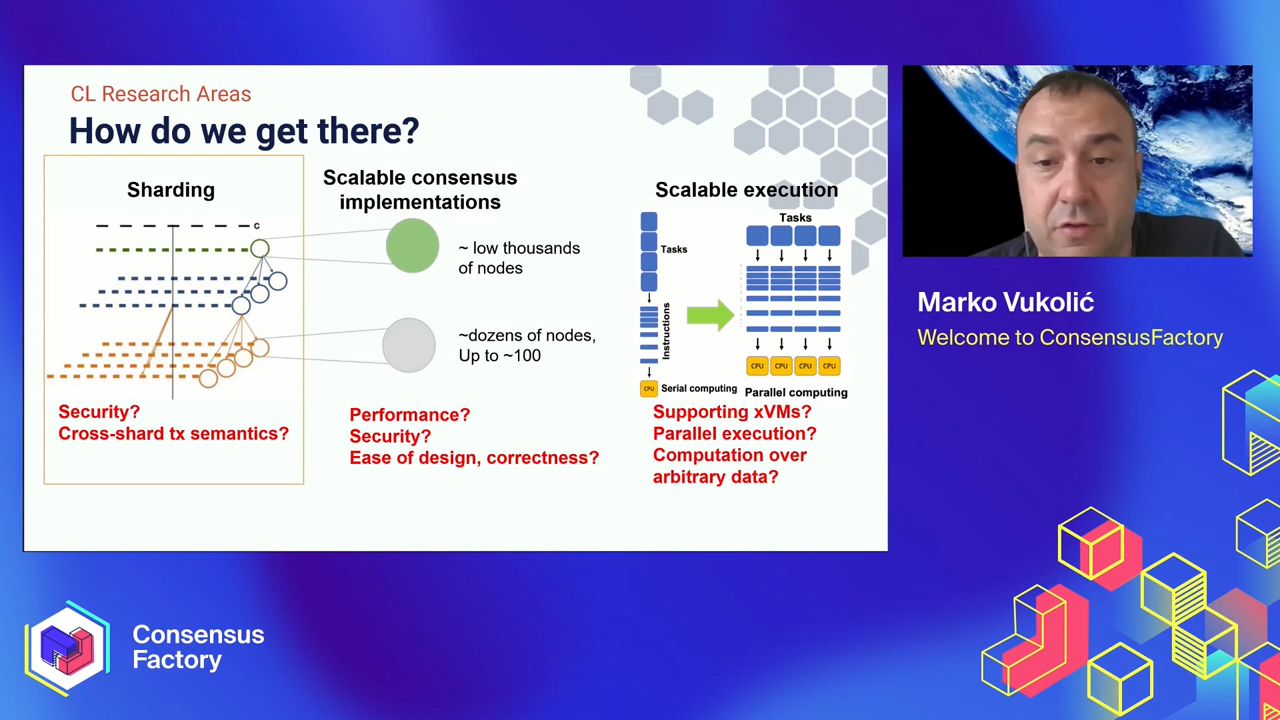 CL Research Areas
How do we get there?
Sharding
c
Security?
Cross-shard tx semantics?
Scalable consensus
implementations
~ low thousands
of nodes
~dozens of nodes,
Up to ~100
Performance?
Security?
Ease of design, correctness?
Scalable execution
Tasks
Instructions
CPU
Serial computing
Tasks
CPU CPU CPU CPU
Parallel computing
Supporting xVMs?
Parallel execution?
Computation over
arbitrary data?
Marko Vukolić
Welcome to ConsensusFactory
Consensus
Factory